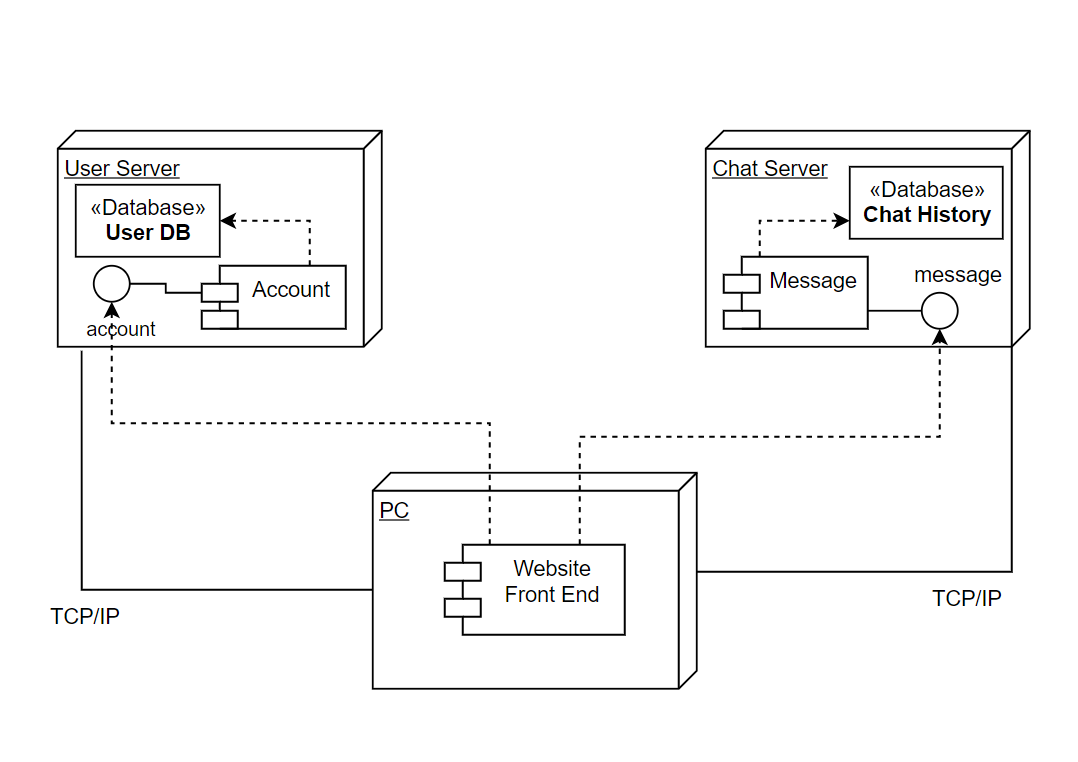 User Server
«Database»
User DB
Account
account
Chat Server
«Database»
Chat History
Message
message
PC
Website
Front End
TCP/IP
TCP/IP